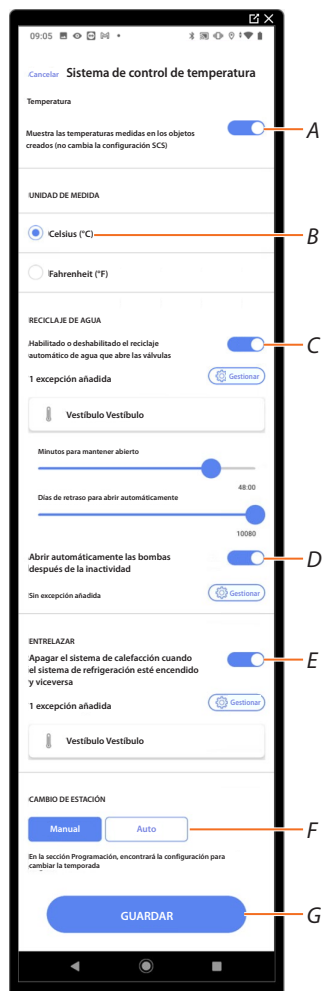 09:05
Cancelar Sistema de control de temperatura
Temperatura
Muestra las temperaturas medidas en los objetos
creados (no cambia la configuración SCS)
A
UNIDAD DE MEDIDA
Celsius (°C)
B
Fahrenheit (°F)
RECICLAJE DE AGUA
Habilitado o deshabilitado el reciclaje
automático de agua que abre las válvulas
C
1 excepción añadida
Gestionar
Vestíbulo Vestíbulo
Minutos para mantener abierto
48:00
Días de retraso para abrir automáticamente
10080
Abrir automáticamente las bombas
después de la inactividad
D
Sin excepción añadida
Gestionar
ENTRELAZAR
Apagar el sistema de calefacción cuando
el sistema de refrigeración esté encendido
y viceversa
E
1 excepción añadida
Gestionar
Vestíbulo Vestíbulo
CAMBIO DE ESTACIÓN
Manual
Auto
F
En la sección Programación, encontrará la configuración para
cambiar la temporada
GUARDAR
G